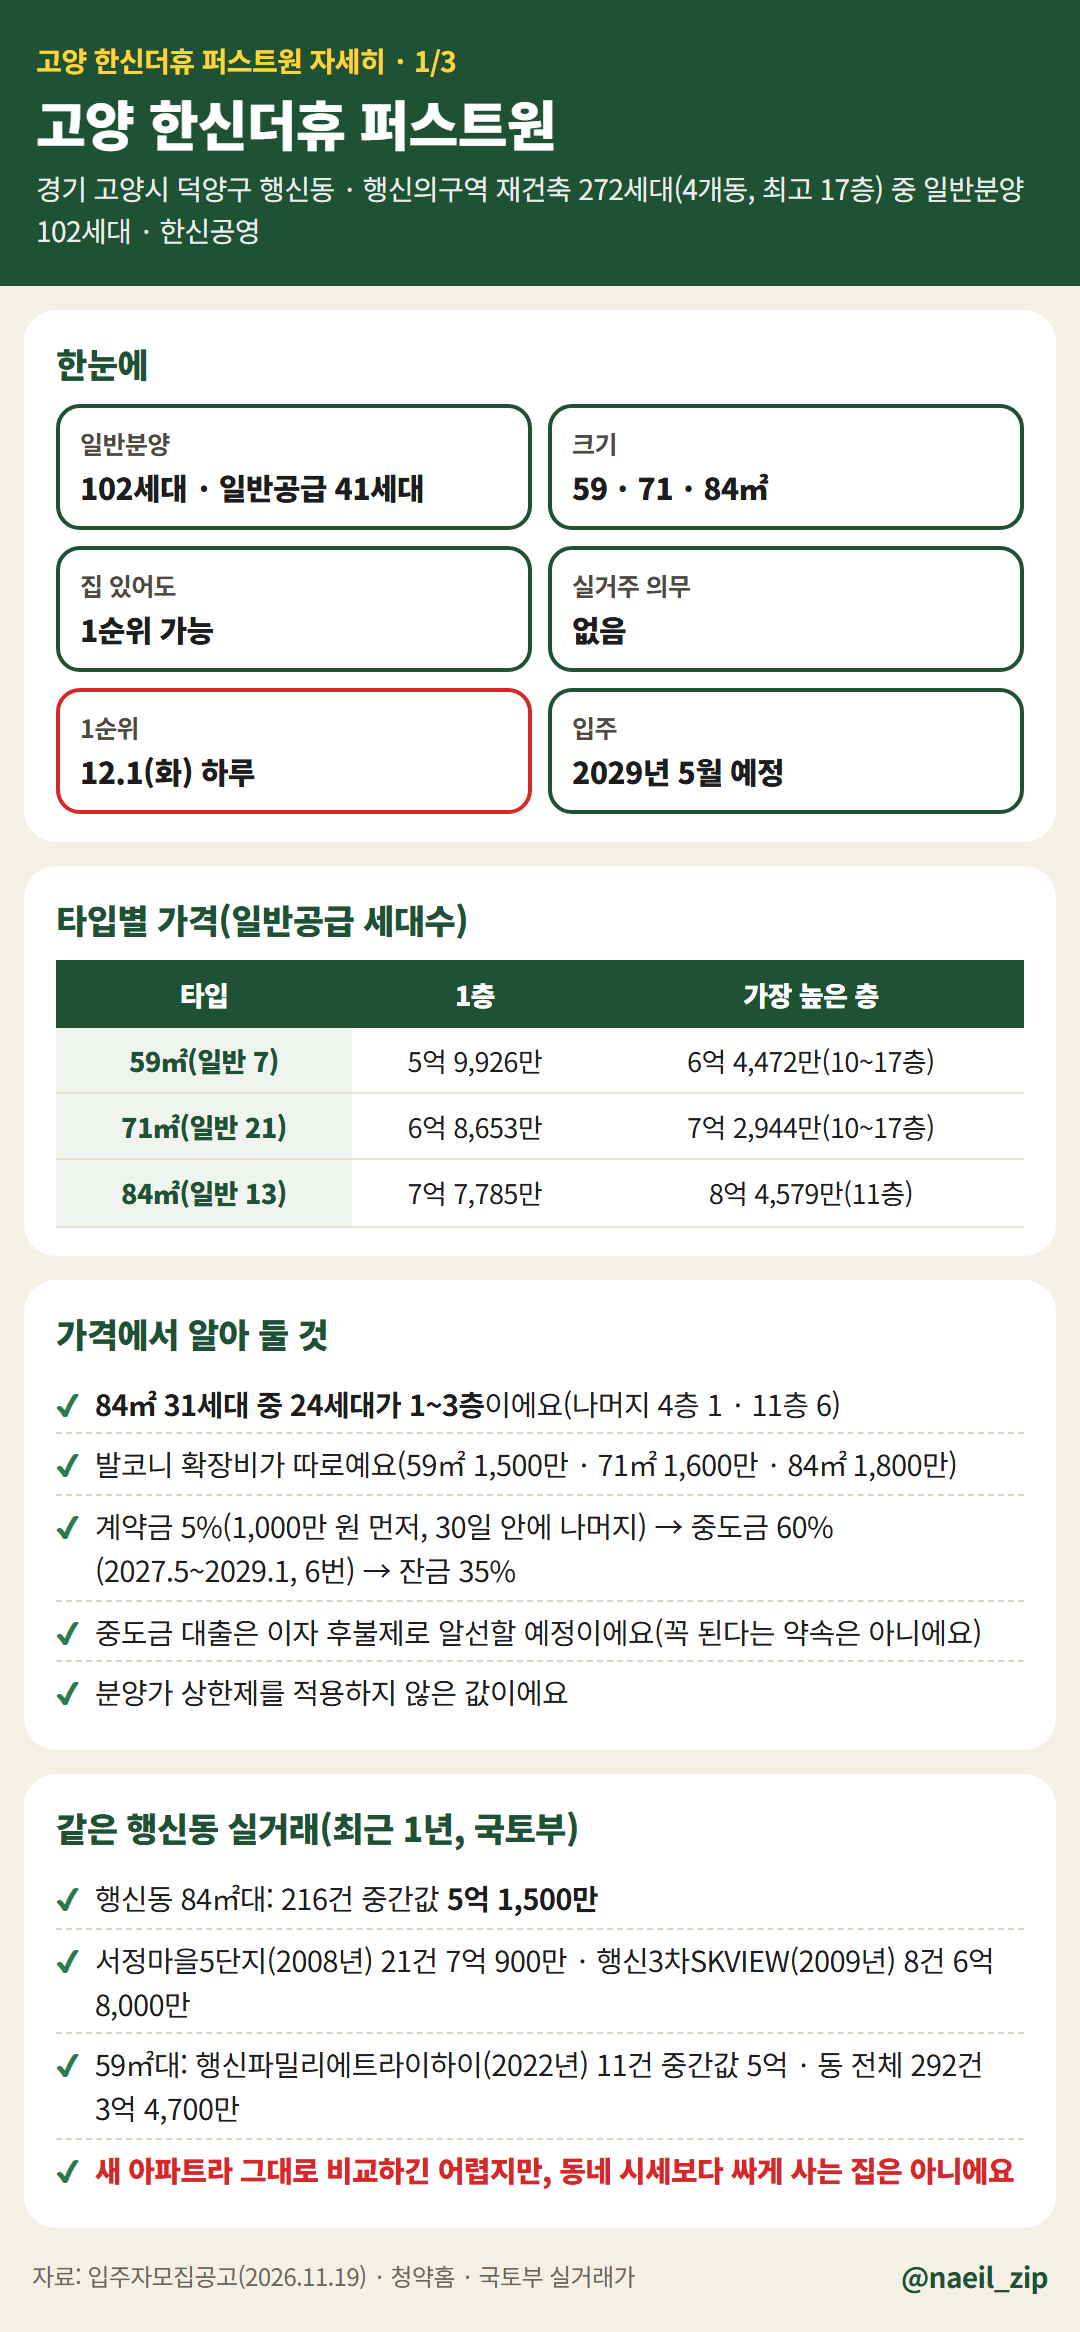 고양 한신더휴 퍼스트원 자세히 · 1/3
고양 한신더휴 퍼스트원
경기 고양시 덕양구 행신동 · 행신의구역 재건축 272세대(4개동, 최고 17층) 중 일반분양
102세대 · 한신공영
한눈에
일반분양
102세대 · 일반공급 41세대
크기
59 · 71 · 84㎡
집 있어도
1순위 가능
실거주 의무
없음
1순위
12.1(화) 하루
입주
2029년 5월 예정
타입별 가격(일반공급 세대수)
타입 1층 가장 높은 층
59㎡(일반 7) 5억 9,926만 6억 4,472만(10~17층)
71㎡(일반 21) 6억 8,653만 7억 2,944만(10~17층)
84㎡(일반 13) 7억 7,785만 8억 4,579만(11층)
가격에서 알아 둘 것
✔ 84㎡ 31세대 중 24세대가 1~3층이에요(나머지 4층 1 · 11층 6)
✔ 발코니 확장비가 따로예요(59㎡ 1,500만 · 71㎡ 1,600만 · 84㎡ 1,800만)
✔ 계약금 5%(1,000만 원 먼저, 30일 안에 나머지) → 중도금 60%
(2027.5~2029.1, 6번) → 잔금 35%
✔ 중도금 대출은 이자 후불제로 알선할 예정이에요(꼭 된다는 약속은 아니에요)
✔ 분양가 상한제를 적용하지 않은 값이에요
같은 행신동 실거래(최근 1년, 국토부)
✔ 행신동 84㎡대: 216건 중간값 5억 1,500만
✔ 서정마을5단지(2008년) 21건 7억 900만 · 행신3차SKVIEW(2009년) 8건 6억
8,000만
✔ 59㎡대: 행신파밀리에트라이하이(2022년) 11건 중간값 5억 · 동 전체 292건
3억 4,700만
✔ 새 아파트라 그대로 비교하긴 어렵지만, 동네 시세보다 싸게 사는 집은 아니에요
자료: 입주자모집공고(2026.11.19) · 청약홈 · 국토부 실거래가
@naeil_zip